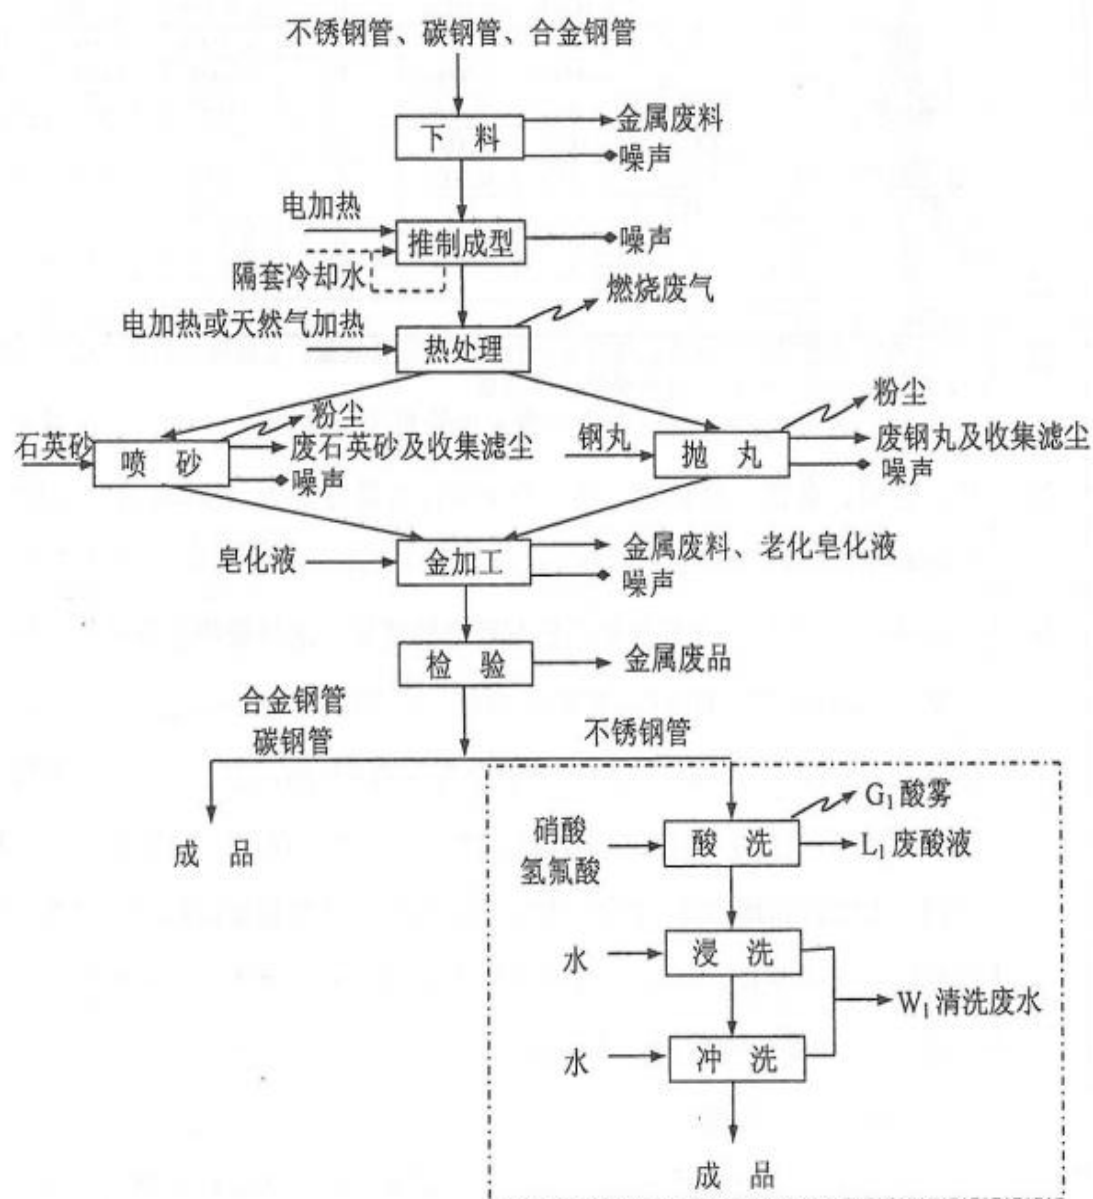 不锈钢管、碳钢管、合金钢管
下 料
金属废料
噪声
电加热
推制成型
噪声
隔套冷却水
燃烧废气
电加热或天然气加热
热处理
粉尘
石英砂
喷 砂
废石英砂及收集滤尘
噪声
粉尘
钢丸
抛 丸
废钢丸及收集滤尘
噪声
皂化液
金加工
金属废料、老化皂化液
噪声
检 验
金属废品
合金钢管
碳钢管
不锈钢管
成 品
G₁酸雾
硝酸
氢氟酸
酸 洗
L₁废酸液
水
浸 洗
W₁清洗废水
水
冲 洗
成 品